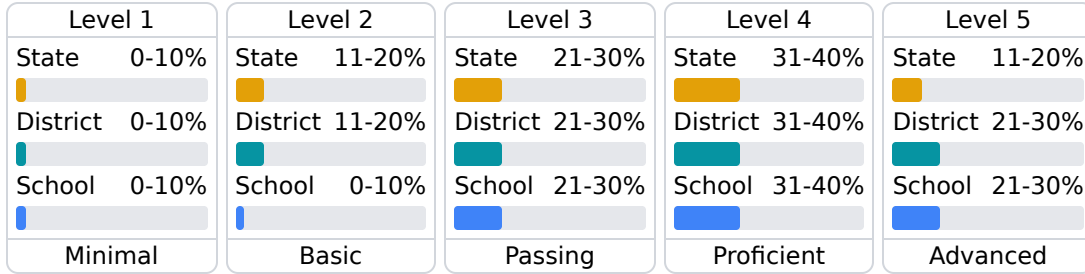 Level 1
State 0-10%
District 0-10%
School 0-10%
Minimal
Level 2
State 11-20%
District 11-20%
School 0-10%
Basic
Level 3
State 21-30%
District 21-30%
School 21-30%
Passing
Level 4
State 31-40%
District 31-40%
School 31-40%
Proficient
Level 5
State 11-20%
District 21-30%
School 21-30%
Advanced